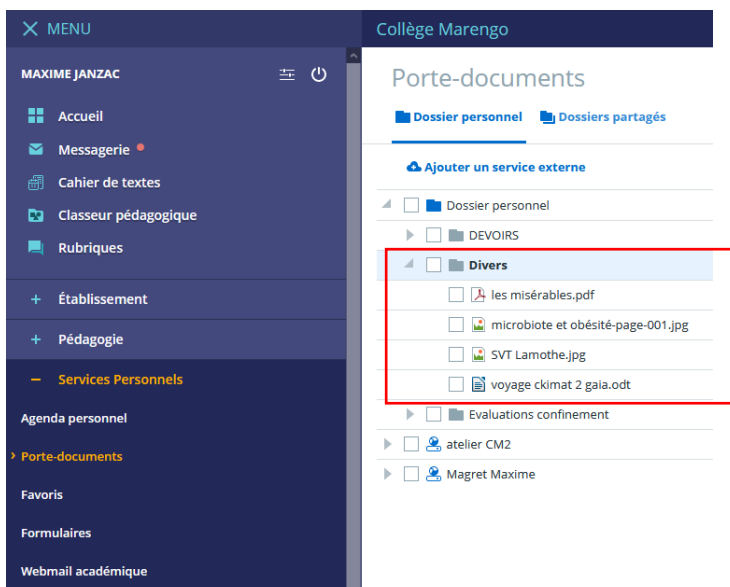 MENU
Collège Marengo
MAXIME JANZAC
Accueil
Messagerie
Cahier de textes
Classeur pédagogique
Rubriques
+ Établissement
+ Pédagogie
– Services Personnels
Agenda personnel
Porte-documents
Favoris
Formulaires
Webmail académique
Porte-documents
Dossier personnel Dossiers partagés
Ajouter un service externe
Dossier personnel
DEVOIRS
Divers
les misérables.pdf
microbiote et obésité-page-001.jpg
SVT Lamothe.jpg
voyage ckimat 2 gaia.odt
Evaluations confinement
atelier CM2
Magret Maxime